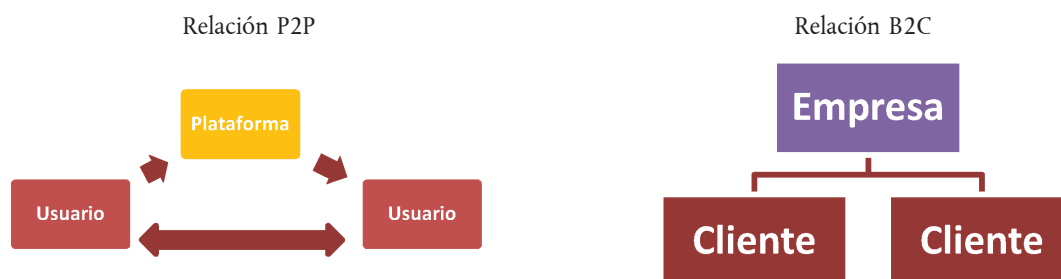 Relación P2P
Plataforma
Usuario
Usuario
Relación B2C
Empresa
Cliente
Cliente